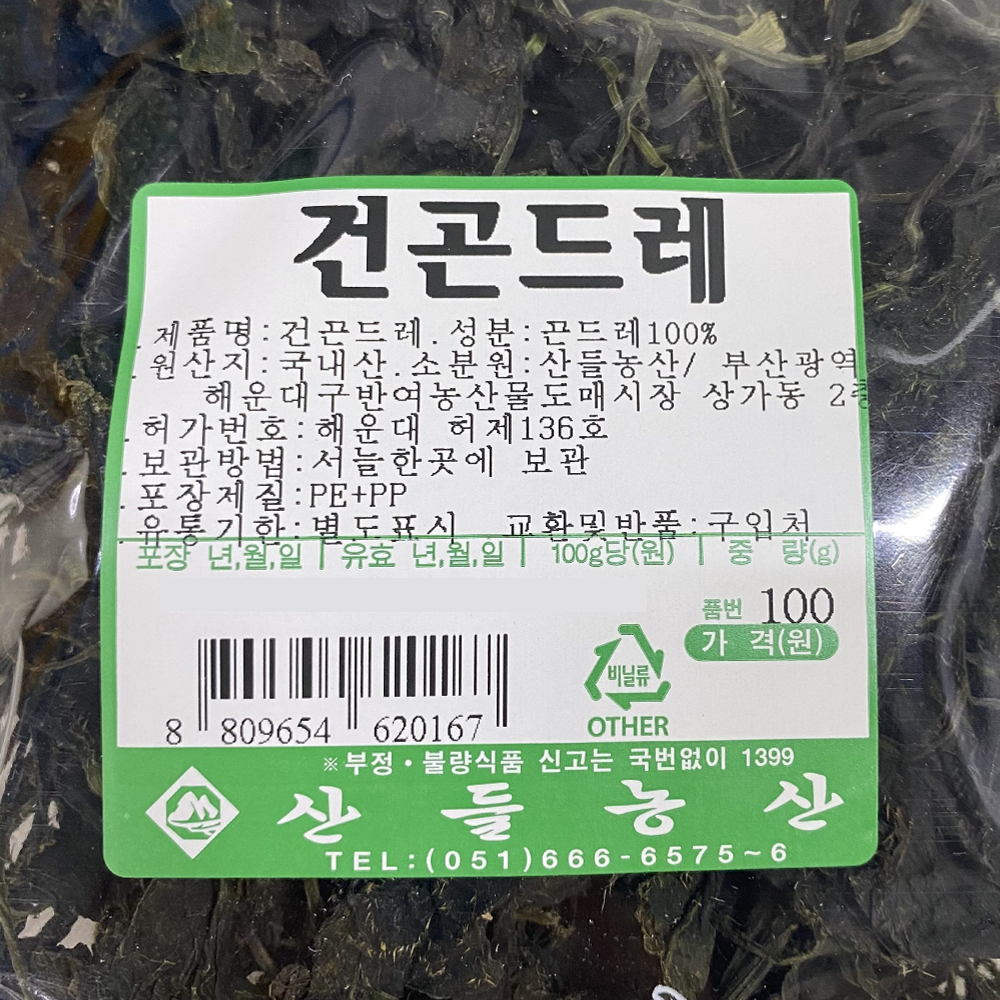 건곤드레
.제품명:건곤드레.성분:곤드레100%
.원산지:국내산.소분원:산들농산/ 부산광역
해운대구반여농산물도매시장 상가동 2층
.허가번호:해운대 허제136호
.보관방법:서늘한곳에 보관
.포장제질:PE+PP
.유통기한:별도표시 .교환및반품:구입처
포장 년,월,일 | 유효 년,월,일 | 100g당(원) | 중 량(g)
품번 100
가 격(원)
비닐류
OTHER
8 809654 620167
※부정·불량식품 신고는 국번없이 1399
산들농산
TEL:(051)666-6575~6